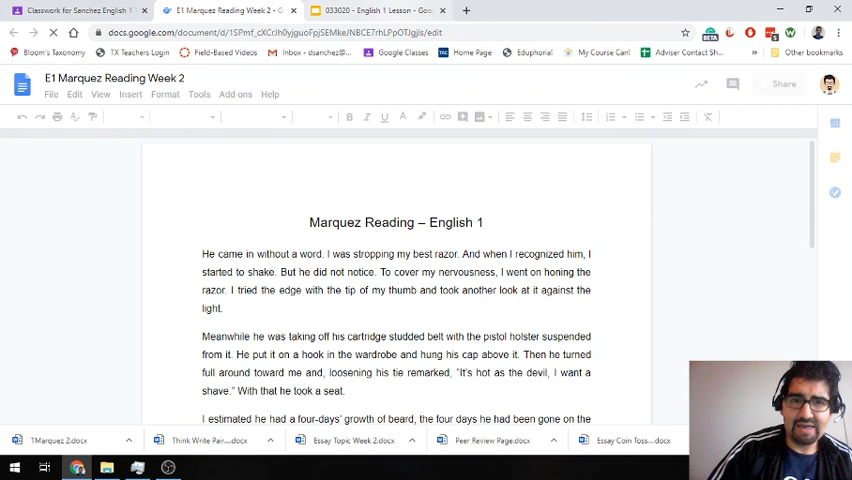 Classwork for Sanchez English 1
E1 Marquez Reading Week 2 - G
033020 - English 1 Lesson - Goo
docs.google.com/document/d/1SPmf_cXCrJh0yjguoFpjSEMkeJNBCE7rhLPpOTJgjls/edit
Bloom's Taxonomy
TX Teachers Login
Field-Based Videos
Inbox - dsanchez@...
Google Classes
Home Page
Eduphoria!
My Course Can!
Adviser Contact Sh...
Other bookmarks
E1 Marquez Reading Week 2
File Edit View Insert Format Tools Add-ons Help
Share
Marquez Reading – English 1
He came in without a word. I was stropping my best razor. And when I recognized him, I
started to shake. But he did not notice. To cover my nervousness, I went on honing the
razor. I tried the edge with the tip of my thumb and took another look at it against the
light.
Meanwhile he was taking off his cartridge studded belt with the pistol holster suspended
from it. He put it on a hook in the wardrobe and hung his cap above it. Then he turned
full around toward me and, loosening his tie remarked, "It's hot as the devil, I want a
shave." With that he took a seat.
I estimated he had a four-days' growth of beard, the four days he had been gone on the
1Marquez 2.docx
Think Write Pair....docx
Essay Topic Week 2.docx
Peer Review Page.docx
Essay Coin Toss....docx